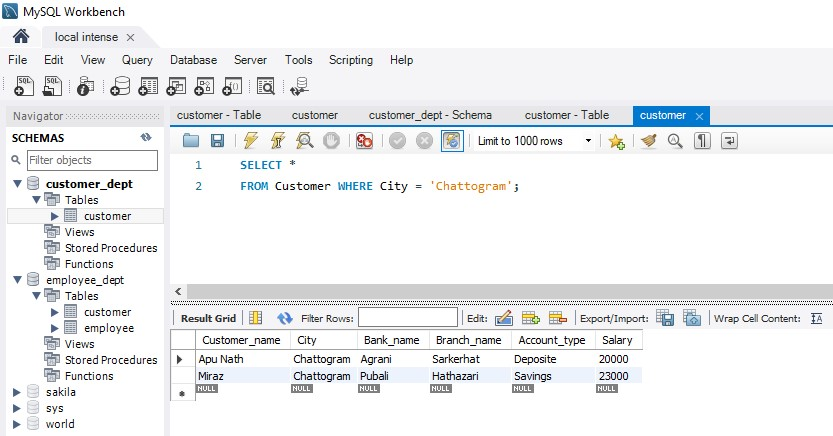 MySQL Workbench
local intense ×
File Edit View Query Database Server Tools Scripting Help
Navigator
SCHEMAS
Filter objects
customer_dept
Tables
customer
Views
Stored Procedures
Functions
employee_dept
Tables
customer
employee
Views
Stored Procedures
Functions
sakila
sys
world
customer - Table customer customer_dept - Schema customer - Table customer ×
Limit to 1000 rows
1 SELECT *
2 FROM Customer WHERE City = 'Chattogram';
Result Grid Filter Rows: Edit: Export/Import: Wrap Cell Content: IA
Customer_name City Bank_name Branch_name Account_type Salary
Apu Nath Chattogram Agrani Sarkerhat Deposite 20000
Miraz Chattogram Pubali Hathazari Savings 23000
NULL NULL NULL NULL NULL NULL